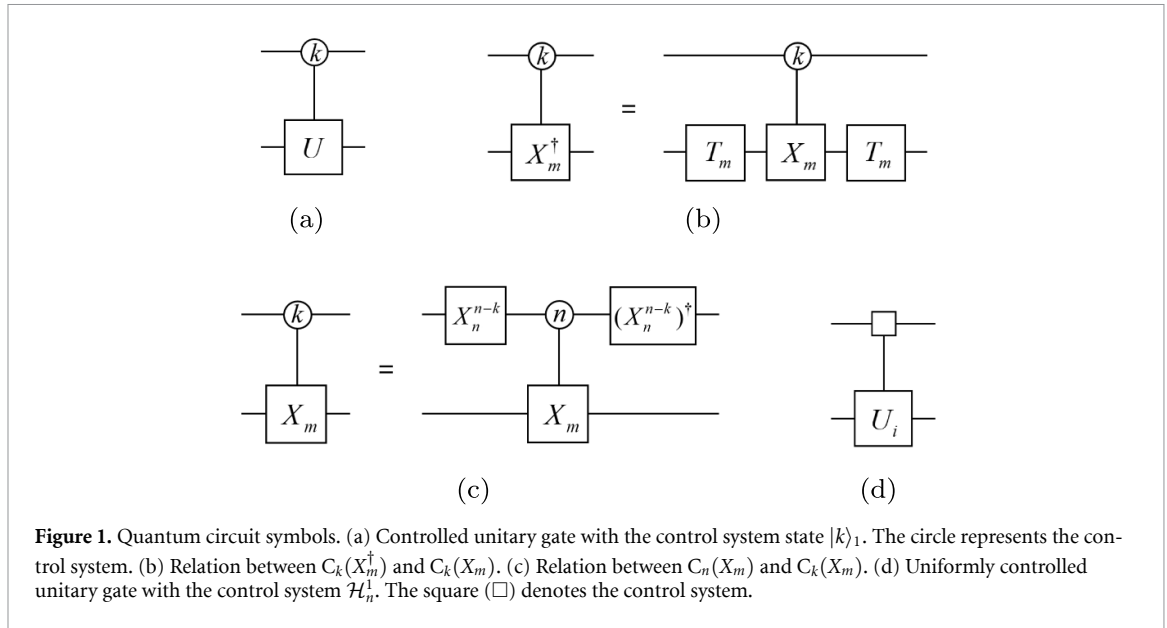 k
U
(a)
k
X_m^†
=
k
T_m X_m T_m
(b)
k
X_m
=
X_n^{n-k} n (X_n^{n-k})^†
X_m
(c)
U_i
(d)
Figure 1. Quantum circuit symbols. (a) Controlled unitary gate with the control system state |k⟩_1. The circle represents the con-
trol system. (b) Relation between C_k(X_m^†) and C_k(X_m). (c) Relation between C_n(X_m) and C_k(X_m). (d) Uniformly controlled
unitary gate with the control system ℋ_n^1. The square (□) denotes the control system.